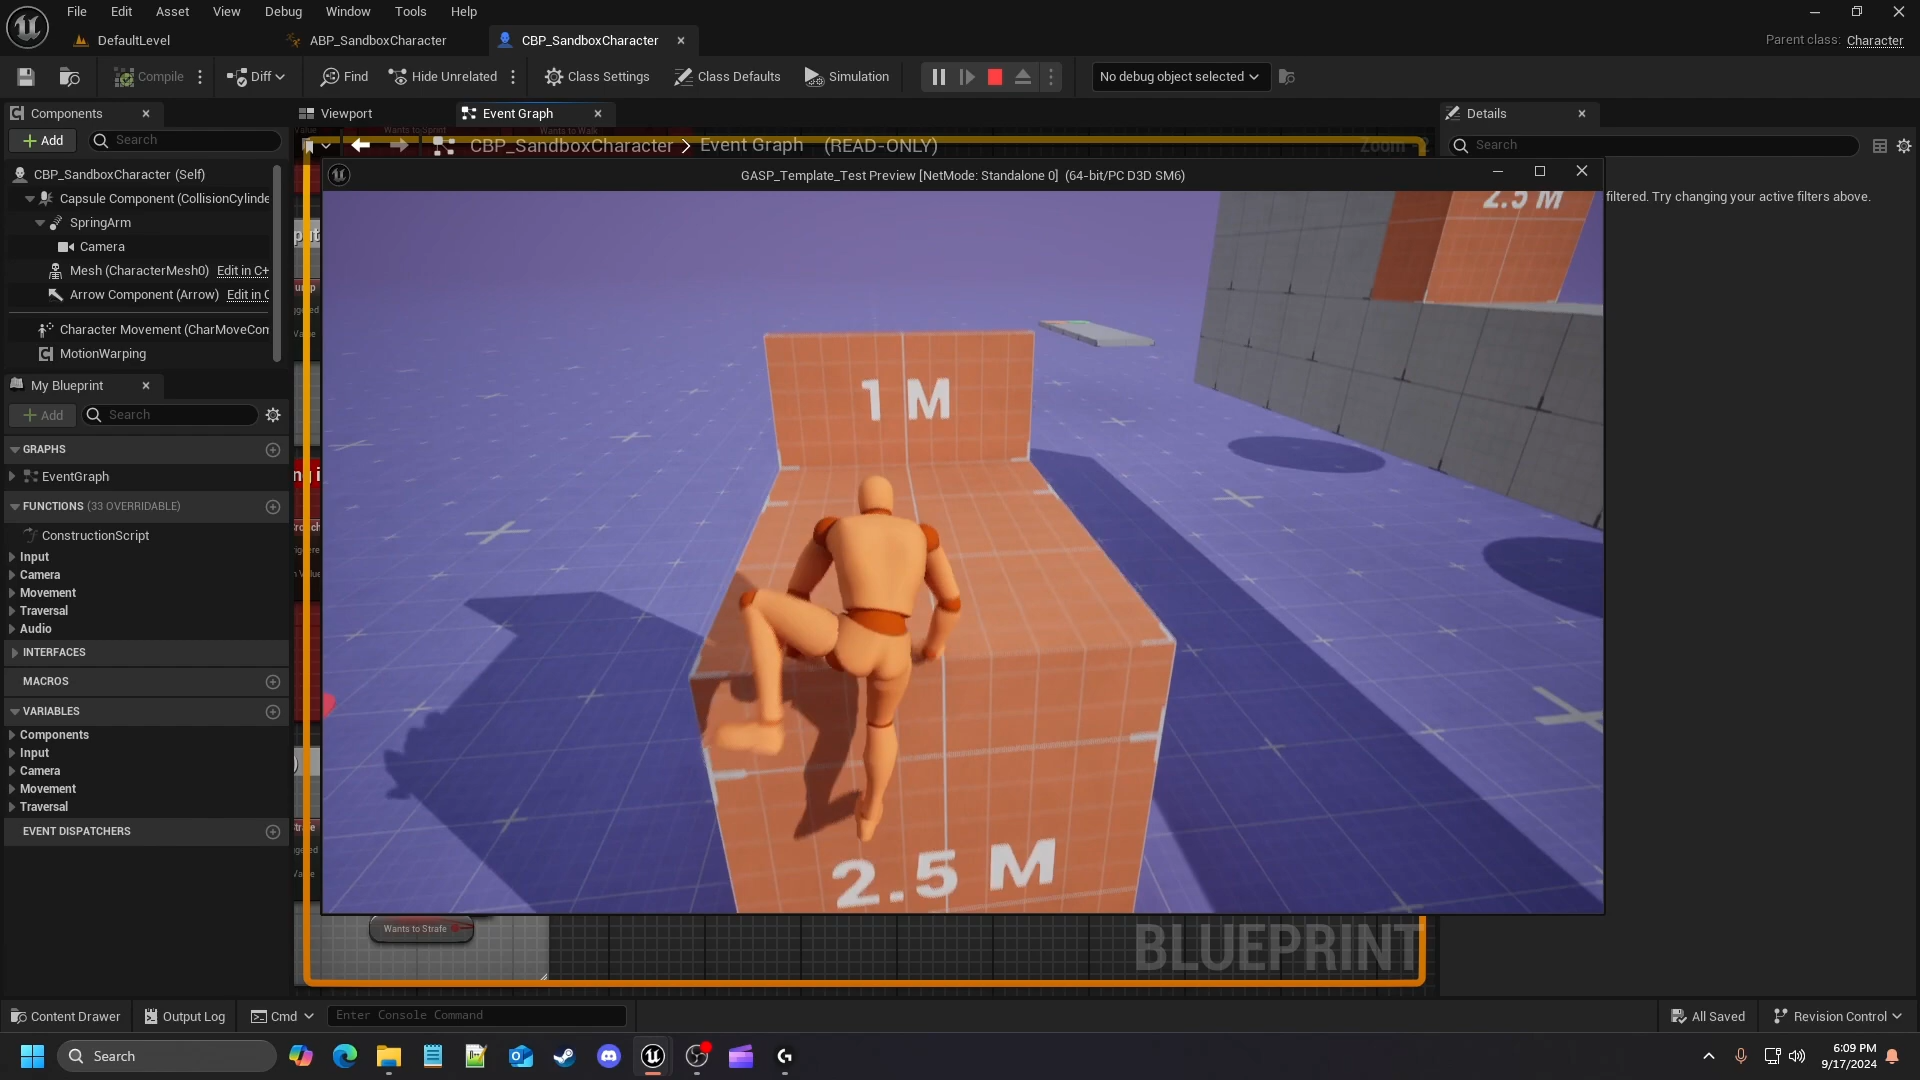 File Edit Asset View Debug Window Tools Help
DefaultLevel
ABP_SandboxCharacter
CBP_SandboxCharacter
Parent class: Character
Compile
Diff
Find
Hide Unrelated
Class Settings
Class Defaults
Simulation
No debug object selected
Components
Viewport
Event Graph
Details
Add
Search
CBP_SandboxCharacter
Event Graph
(READ-ONLY)
Zoom
Search
CBP_SandboxCharacter (Self)
GASP_Template_Test Preview [NetMode: Standalone 0] (64-bit/PC D3D SM6)
Capsule Component (CollisionCylinde
filtered. Try changing your active filters above.
SpringArm
Camera
Mesh (CharacterMesh0) Edit in C+
Arrow Component (Arrow) Edit in C
Character Movement (CharMoveCom
MotionWarping
My Blueprint
Add
Search
GRAPHS
EventGraph
FUNCTIONS (33 OVERRIDABLE)
ConstructionScript
Input
Camera
Movement
Traversal
Audio
INTERFACES
MACROS
VARIABLES
Components
Input
Camera
Movement
Traversal
EVENT DISPATCHERS
2.5 M
1 M
2.5 M
Wants to Strafe
BLUEPRINT
Content Drawer
Output Log
Cmd
Enter Console Command
All Saved
Revision Control
Search
6:09 PM
9/17/2024